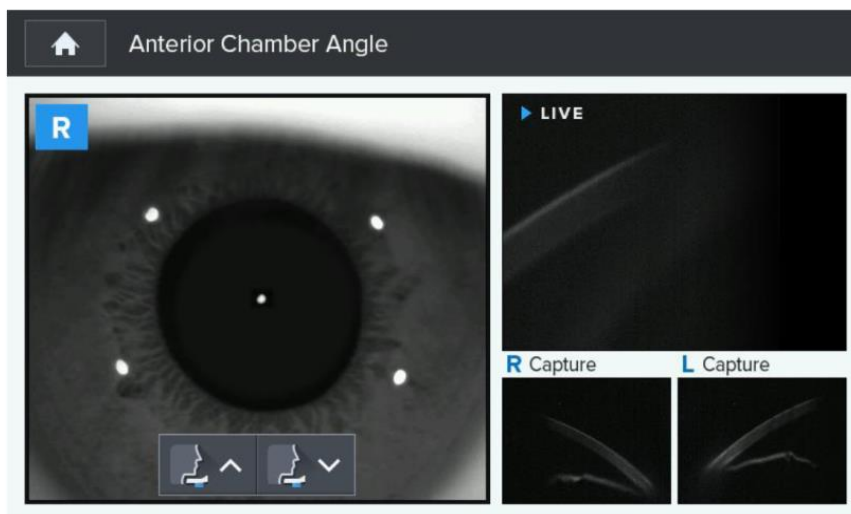 Anterior Chamber Angle
R
LIVE
R Capture
L Capture